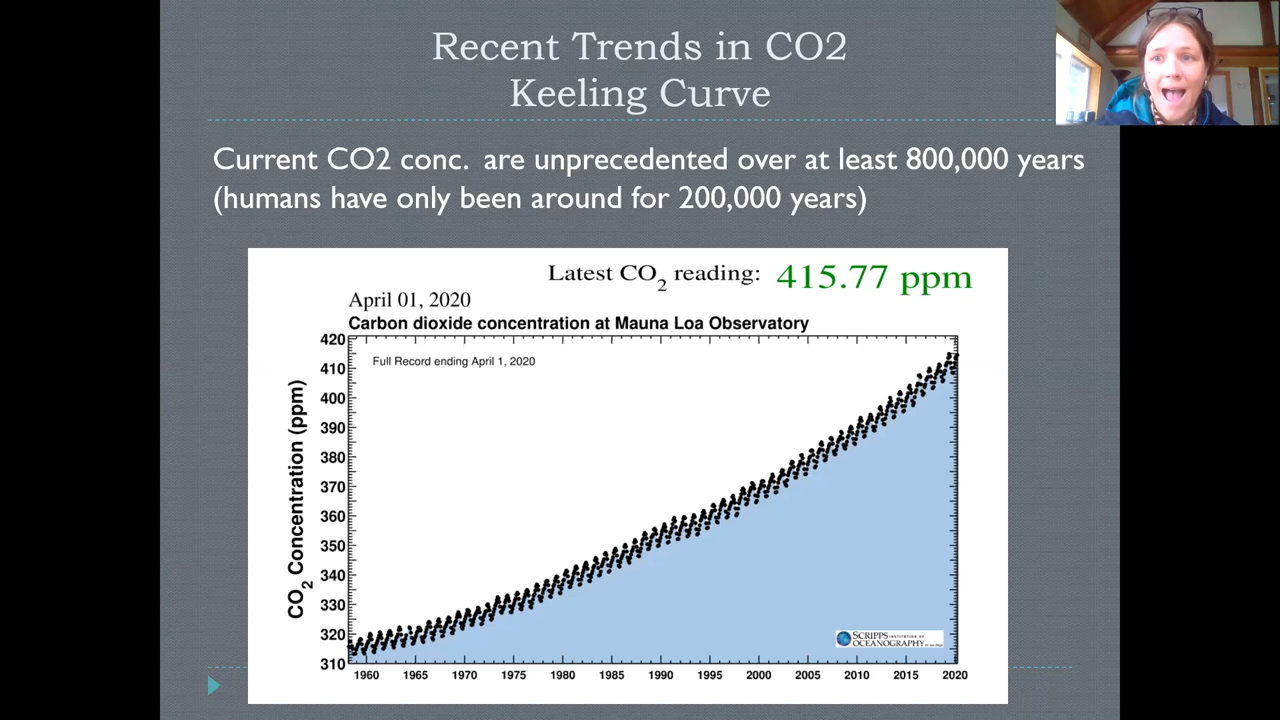 Recent Trends in CO2
Keeling Curve
Current CO2 conc. are unprecedented over at least 800,000 years
(humans have only been around for 200,000 years)
Latest CO2 reading: 415.77 ppm
April 01, 2020
Carbon dioxide concentration at Mauna Loa Observatory
Full Record ending April 1, 2020
CO2 Concentration (ppm)
420
410
400
390
380
370
360
350
340
330
320
310
1960 1965 1970 1975 1980 1985 1990 1995 2000 2005 2010 2015 2020
SCRIPPS INSTITUTION OF
OCEANOGRAPHY